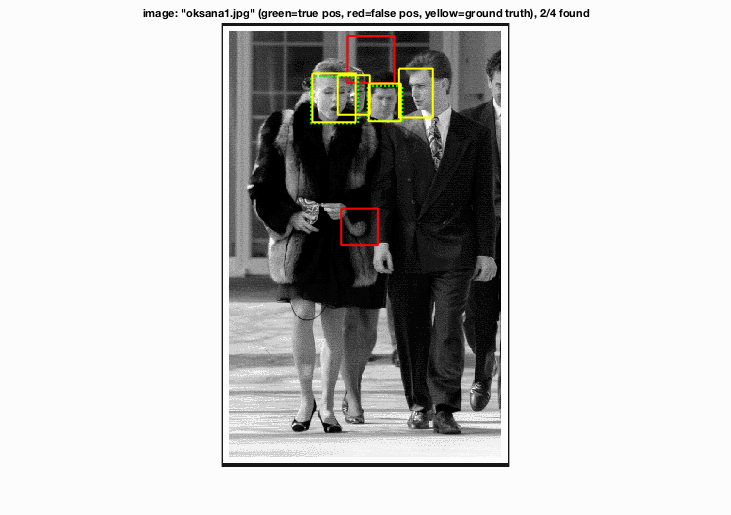 image: "oksana1.jpg" (green=true pos, red=false pos, yellow=ground truth), 2/4 found